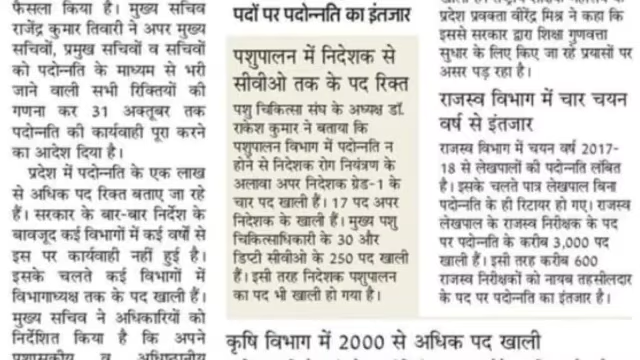 फैसला किया है। मुख्य सचिव
राजेंद्र कुमार तिवारी ने अपर मुख्य
सचिवों, प्रमुख सचिवों व सचिवों
को पदोन्नति के माध्यम से भरी
जाने वाली सभी रिक्तियों की
गणना कर 31 अक्तूबर तक
पदोन्नति की कार्यवाही पूरा करने
का आदेश दिया है।
प्रदेश में पदोन्नति के एक लाख
से अधिक पद रिक्त बताए जा रहे
हैं। सरकार के बार-बार निर्देश के
बावजूद कई विभागों में कई वर्षों से
इस पर कार्यवाही नहीं हुई है।
इसके चलते कई विभागों में
विभागाध्यक्ष तक के पद खाली हैं।
मुख्य सचिव ने अधिकारियों को
निर्देशित किया है कि अपने
प्रशासकीय व अधिष्ठानीय
पदों पर पदोन्नति का इंतजार
पशुपालन में निदेशक से
सीवीओ तक के पद रिक्त
पशु चिकित्सा संघ के अध्यक्ष डॉ.
राकेश कुमार ने बताया कि
पशुपालन विभाग में पदोन्नति न
होने से निदेशक रोग नियंत्रण के
अलावा अपर निदेशक ग्रेड-1 के
चार पद खाली हैं। 17 पद अपर
निदेशक के खाली हैं। मुख्य पशु
चिकित्साधिकारी के 30 और
डिप्टी सीवीओ के 250 पद खाली
हैं। इसी तरह निदेशक पशुपालन
का पद भी खाली हो गया है।
प्रदेश प्रवक्ता वीरेंद्र मिश्र ने कहा कि
इससे सरकार द्वारा शिक्षा गुणवत्ता
सुधार के लिए किए जा रहे प्रयासों पर
असर पड़ रहा है।
राजस्व विभाग में चार चयन
वर्ष से इंतजार
राजस्व विभाग में चयन वर्ष 2017-
18 से लेखपालों की पदोन्नति लंबित
है। इसके चलते पात्र लेखपाल बिना
पदोन्नति के ही रिटायर हो गए। राजस्व
लेखपाल के राजस्व निरीक्षक के पद
पर पदोन्नति के करीब 3,000 पद
खाली हैं। इसी तरह करीब 600
राजस्व निरीक्षकों को नायब तहसीलदार
के पद पर पदोन्नति का इंतजार है।
कृषि विभाग में 2000 से अधिक पद खाली